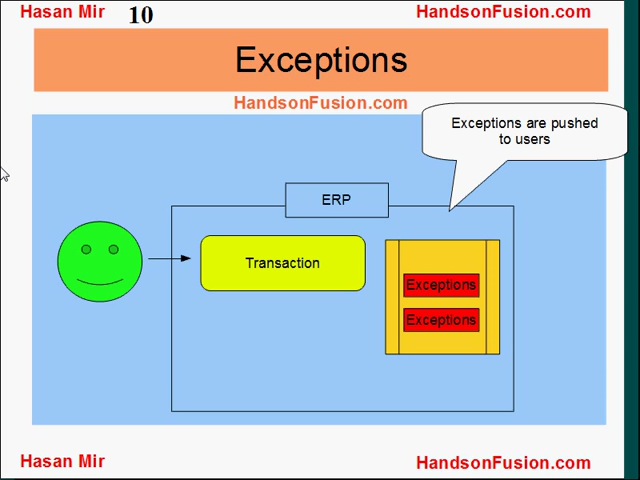 Hasan Mir 10 HandsonFusion.com
Exceptions
HandsonFusion.com
Exceptions are pushed
to users
ERP
Transaction
Exceptions
Exceptions
Hasan Mir HandsonFusion.com